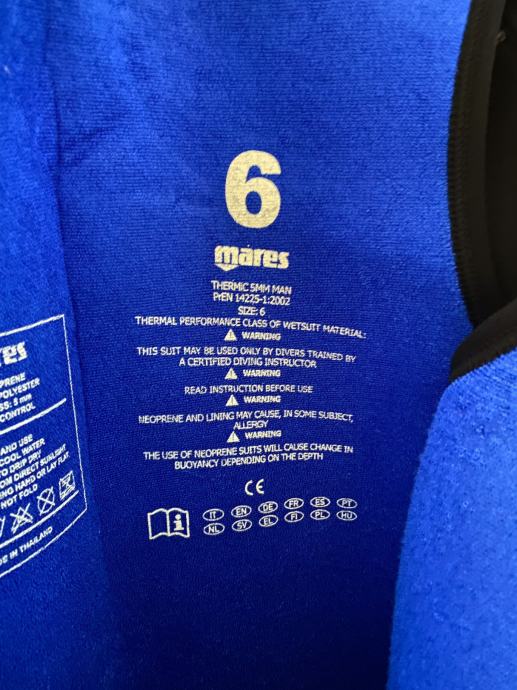 6
mares
THERMIC 5MM MAN
PrEN 14225-1:2002
SIZE: 6
THERMAL PERFORMANCE CLASS OF WETSUIT MATERIAL:
WARNING
THIS SUIT MAY BE USED ONLY BY DIVERS TRAINED BY
A CERTIFIED DIVING INSTRUCTOR
WARNING
READ INSTRUCTION BEFORE USE
WARNING
NEOPRENE AND LINING MAY CAUSE, IN SOME SUBJECT,
ALLERGY
WARNING
THE USE OF NEOPRENE SUITS WILL CAUSE CHANGE IN
BUOYANCY DEPENDING ON THE DEPTH
CE
i IT EN DE FR ES PT
NL SV EL FI PL HU
res
PRENE
POLYESTER
SS: 5 mm
CONTROL
AND USE
COOL WATER
TO DRIP DRY
OM DIRECT SUNLIGHT
ING HAND OR LAY FLAT
NOT FOLD
DE IN THAILAND